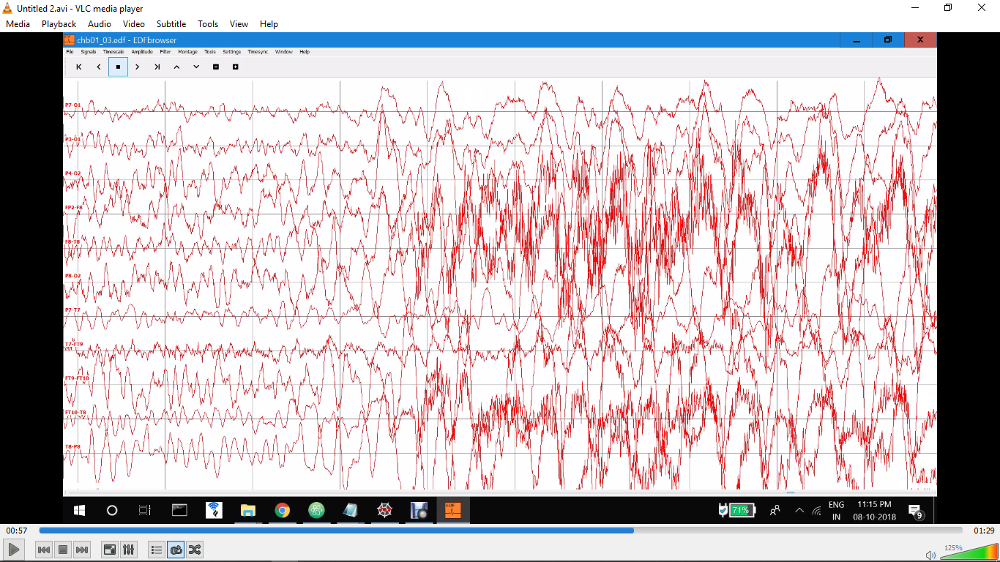 Untitled 2.avi - VLC media player
Media Playback Audio Video Subtitle Tools View Help
chb01_03.edf - EDFbrowser
File Signals Timescale Amplitude Filter Montage Tools Settings Timesync Window Help
P7-O1
P3-O1
P4-O2
FP2-F8
F8-T8
P8-O2
P7-T7
T7-FT9
FT9-FT10
FT10-T8
T8-P8
EDF
71%
ENG
IN
11:15 PM
08-10-2018
9
00:57
01:29
125%